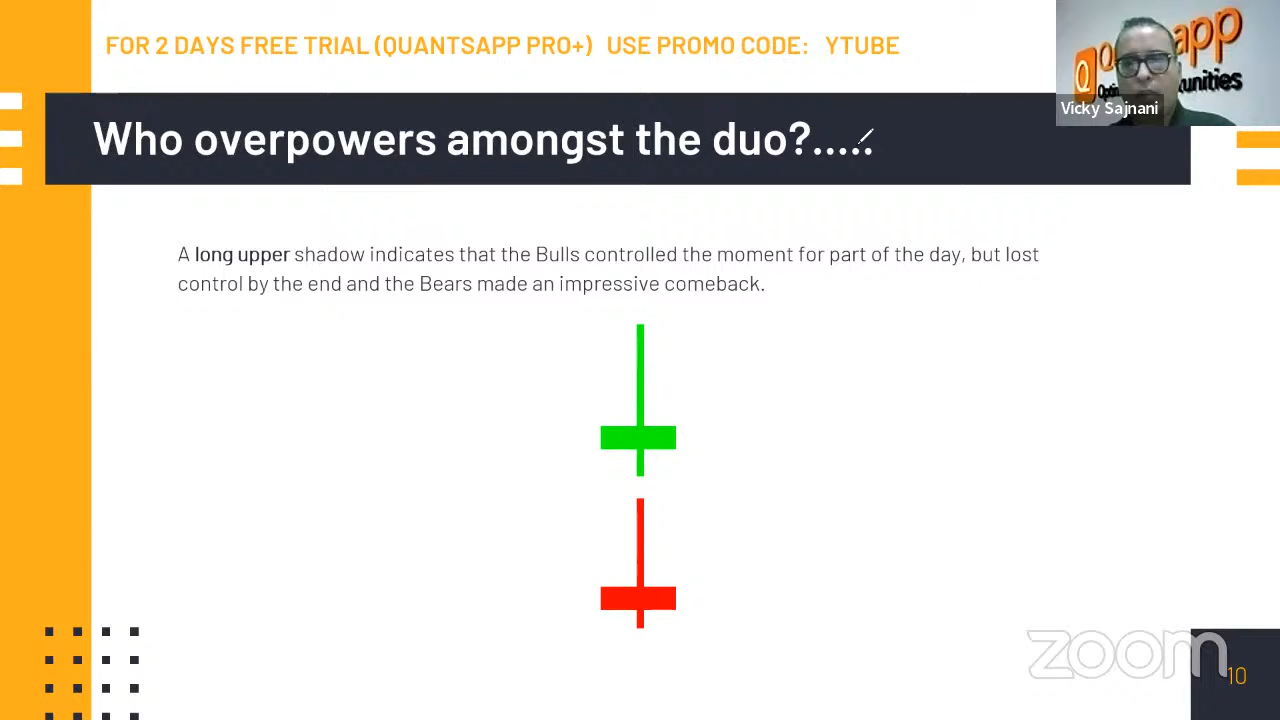 FOR 2 DAYS FREE TRIAL (QUANTSAPP PRO+) USE PROMO CODE: YTUBE
Vicky Sajnani
Who overpowers amongst the duo?.....
A long upper shadow indicates that the Bulls controlled the moment for part of the day, but lost
control by the end and the Bears made an impressive comeback.
zoom
10